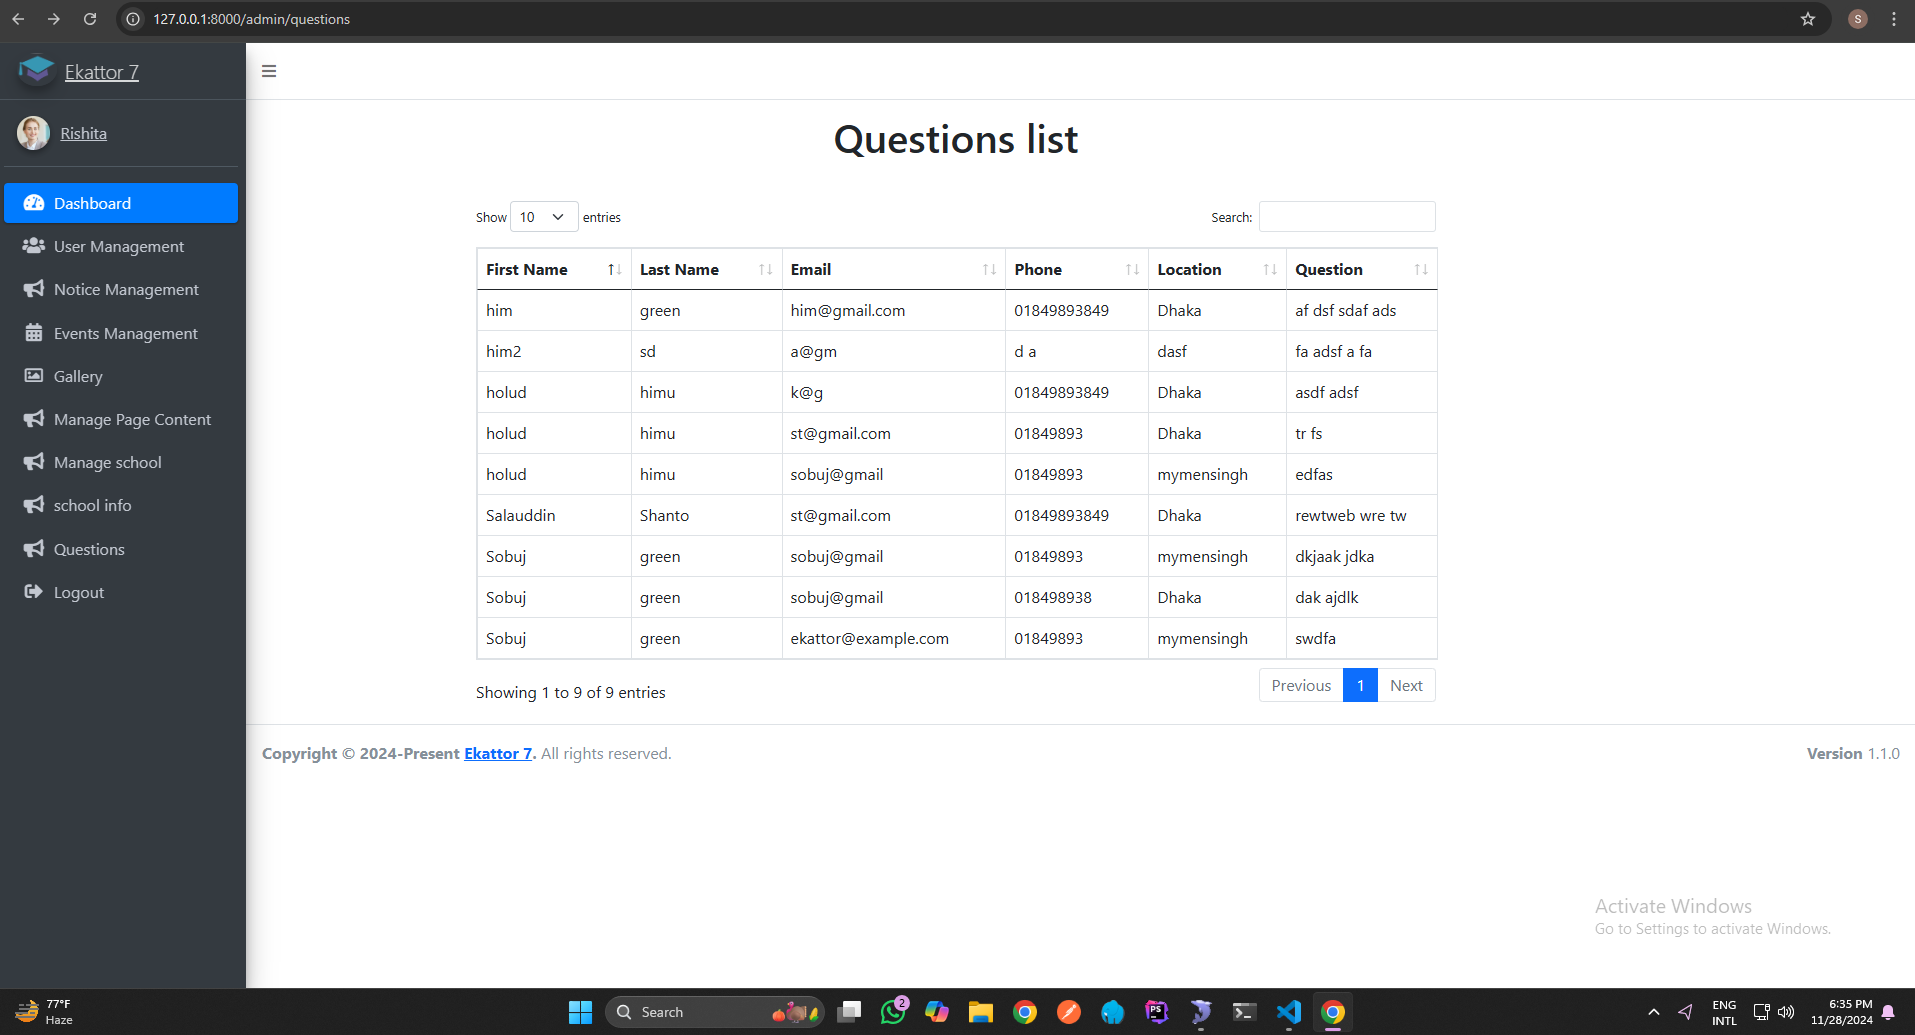 127.0.0.1:8000/admin/questions
S
Ekattor 7
Rishita
Dashboard
User Management
Notice Management
Events Management
Gallery
Manage Page Content
Manage school
school info
Questions
Logout
Questions list
Show 10 entries Search:
First Name Last Name Email Phone Location Question
him green him@gmail.com 01849893849 Dhaka af dsf sdaf ads
him2 sd a@gm d a dasf fa adsf a fa
holud himu k@g 01849893849 Dhaka asdf adsf
holud himu st@gmail.com 01849893 Dhaka tr fs
holud himu sobuj@gmail 01849893 mymensingh edfas
Salauddin Shanto st@gmail.com 01849893849 Dhaka rewtweb wre tw
Sobuj green sobuj@gmail 01849893 mymensingh dkjaak jdka
Sobuj green sobuj@gmail 018498938 Dhaka dak ajdlk
Sobuj green ekattor@example.com 01849893 mymensingh swdfa
Showing 1 to 9 of 9 entries Previous 1 Next
Copyright © 2024-Present Ekattor 7. All rights reserved. Version 1.1.0
Activate Windows
Go to Settings to activate Windows.
77°F
Haze
Search
2
PS
ENG
INTL
6:35 PM
11/28/2024